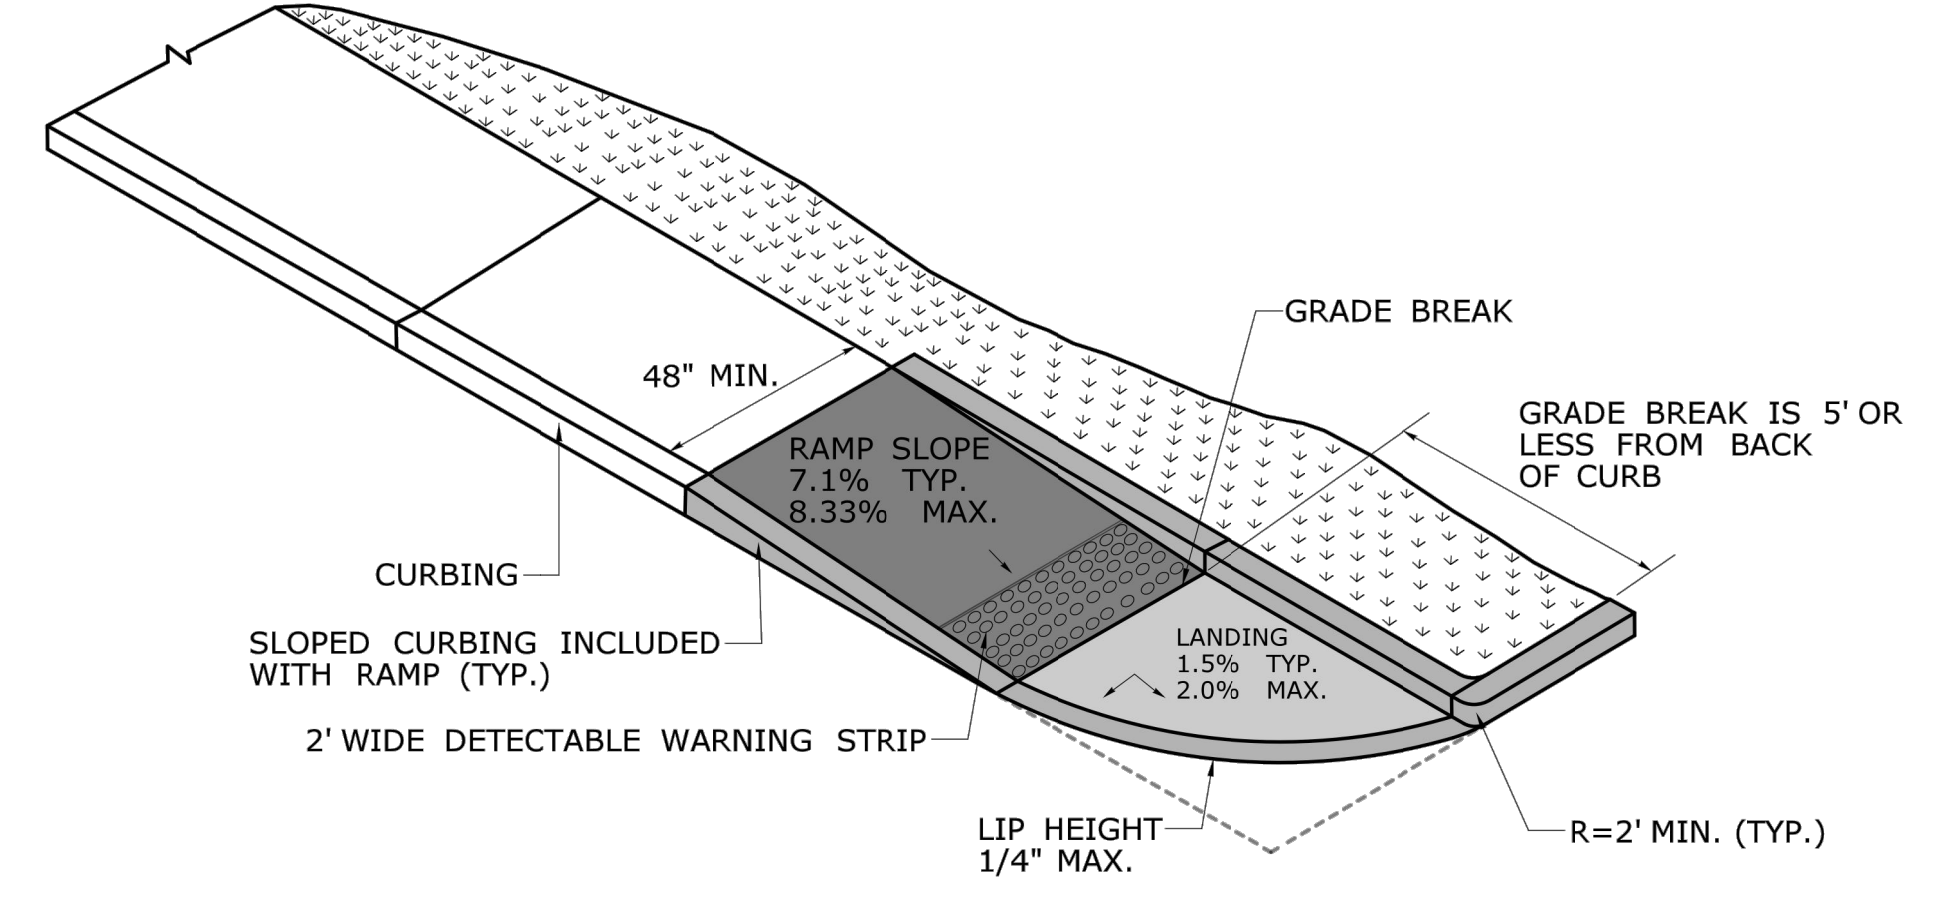 GRADE BREAK
48" MIN.
GRADE BREAK IS 5' OR
LESS FROM BACK
OF CURB
RAMP SLOPE
7.1% TYP.
8.33% MAX.
CURBING
SLOPED CURBING INCLUDED
WITH RAMP (TYP.)
LANDING
1.5% TYP.
2.0% MAX.
2' WIDE DETECTABLE WARNING STRIP
LIP HEIGHT
1/4" MAX.
R=2' MIN. (TYP.)